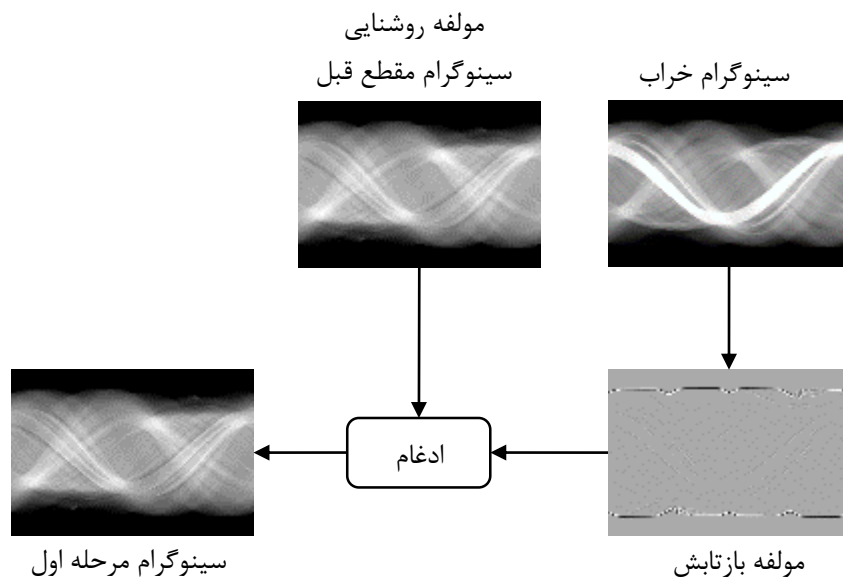 مولفه روشنایی
سینوگرام مقطع قبل
سینوگرام خراب
ادغام
مولفه بازتابش
سینوگرام مرحله اول